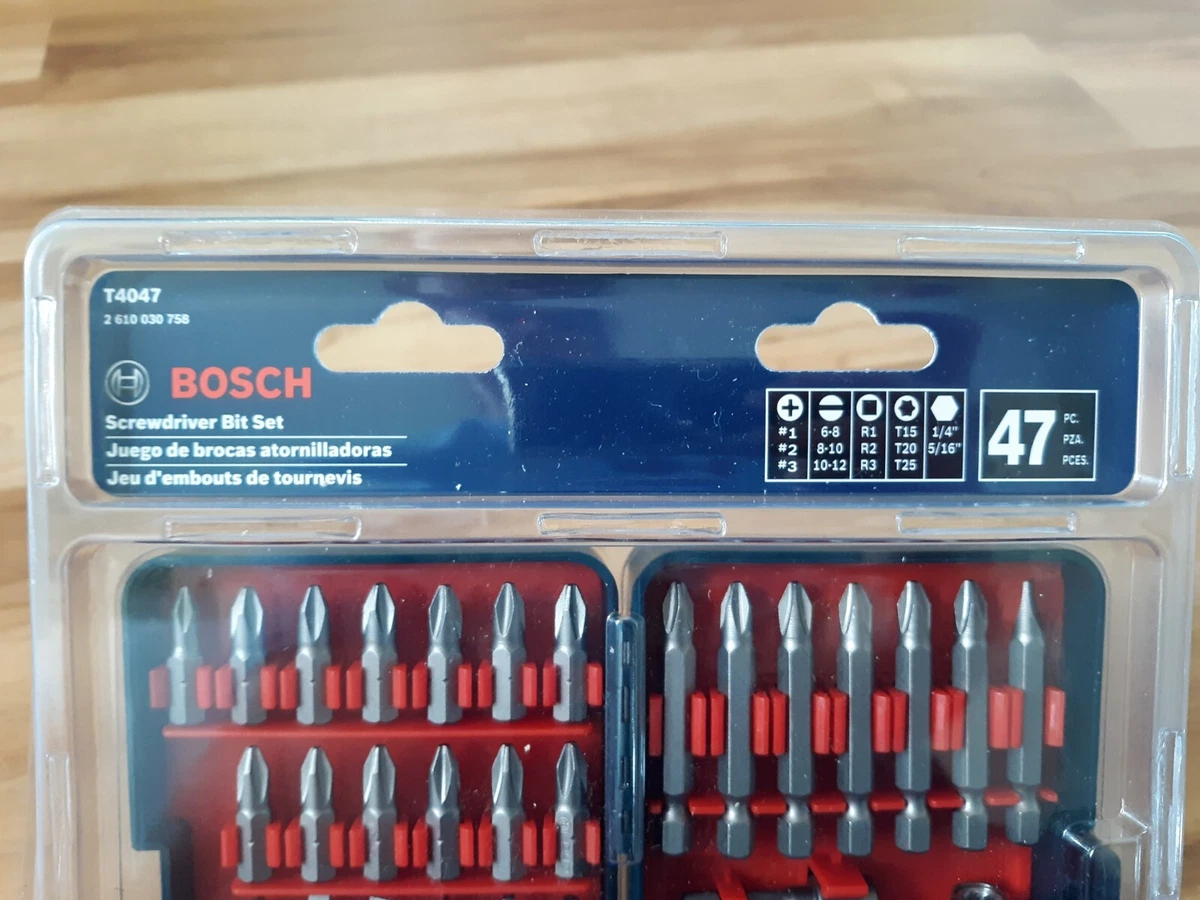 T4047
2 610 030 758
BOSCH
Screwdriver Bit Set
Juego de brocas atornilladoras
Jeu d'embouts de tournevis
#1 6-8 R1 T15 1/4"
#2 8-10 R2 T20 5/16"
#3 10-12 R3 T25
47
PC.
PZA.
PCES.